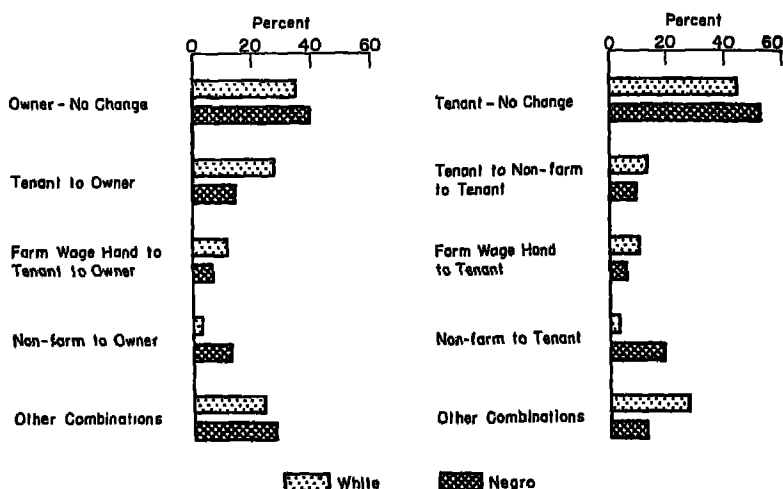 Percent
0 20 40 60
Owner - No Change
Tenant to Owner
Farm Wage Hand to
Tenant to Owner
Non-farm to Owner
Other Combinations
Percent
0 20 40 60
Tenant - No Change
Tenant to Non-farm
to Tenant
Farm Wage Hand
to Tenant
Non-farm to Tenant
Other Combinations
White Negro